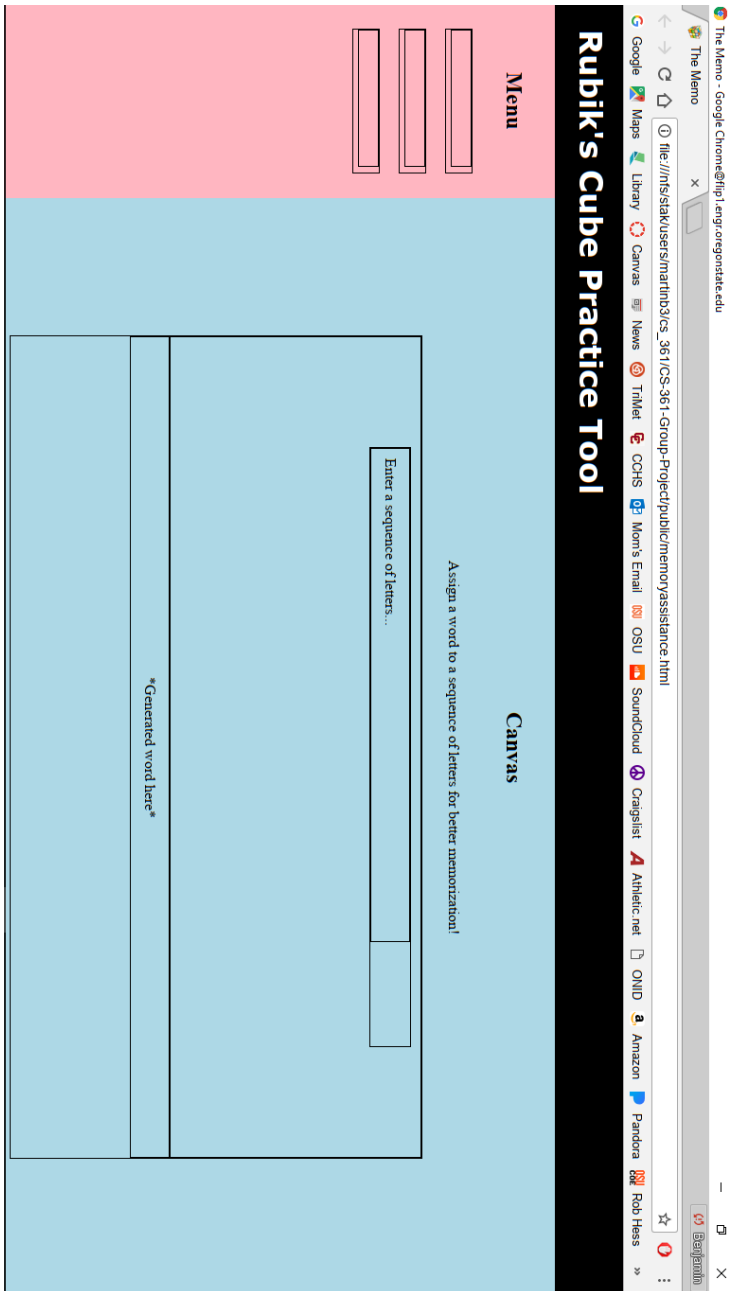 The Memo - Google Chrome@flip1.engr.oregonstate.edu
The Memo
Benjamin
file:///nfs/stak/users/martinb3/cs_361/CS-361-Group-Project/public/memoryassistance.html
Google Maps Library Canvas News TriMet CCHS Mom's Email OSU SoundCloud Craigslist Athletic.net ONID Amazon Pandora Rob Hess »
Rubik's Cube Practice Tool
Menu
Canvas
Assign a word to a sequence of letters for better memorization!
Enter a sequence of letters...
*Generated word here*